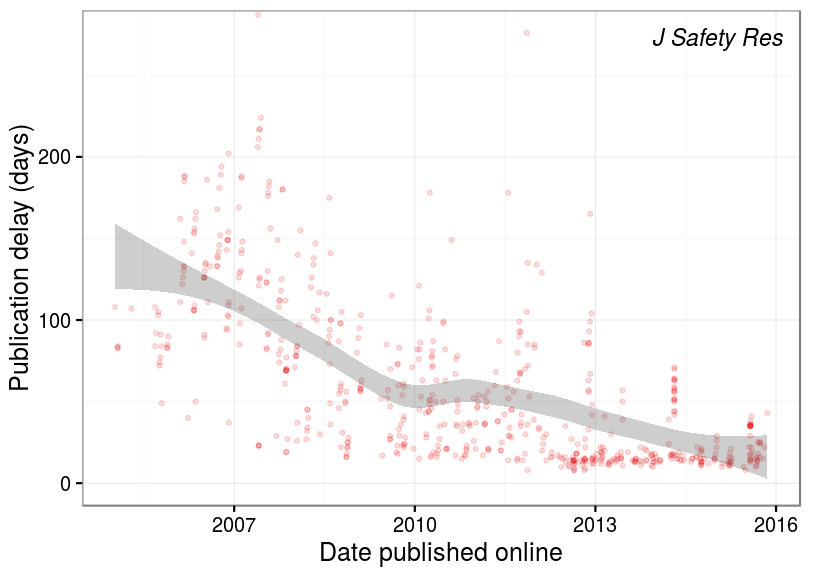 J Safety Res
Publication delay (days)
200
100
0
2007 2010 2013 2016
Date published online